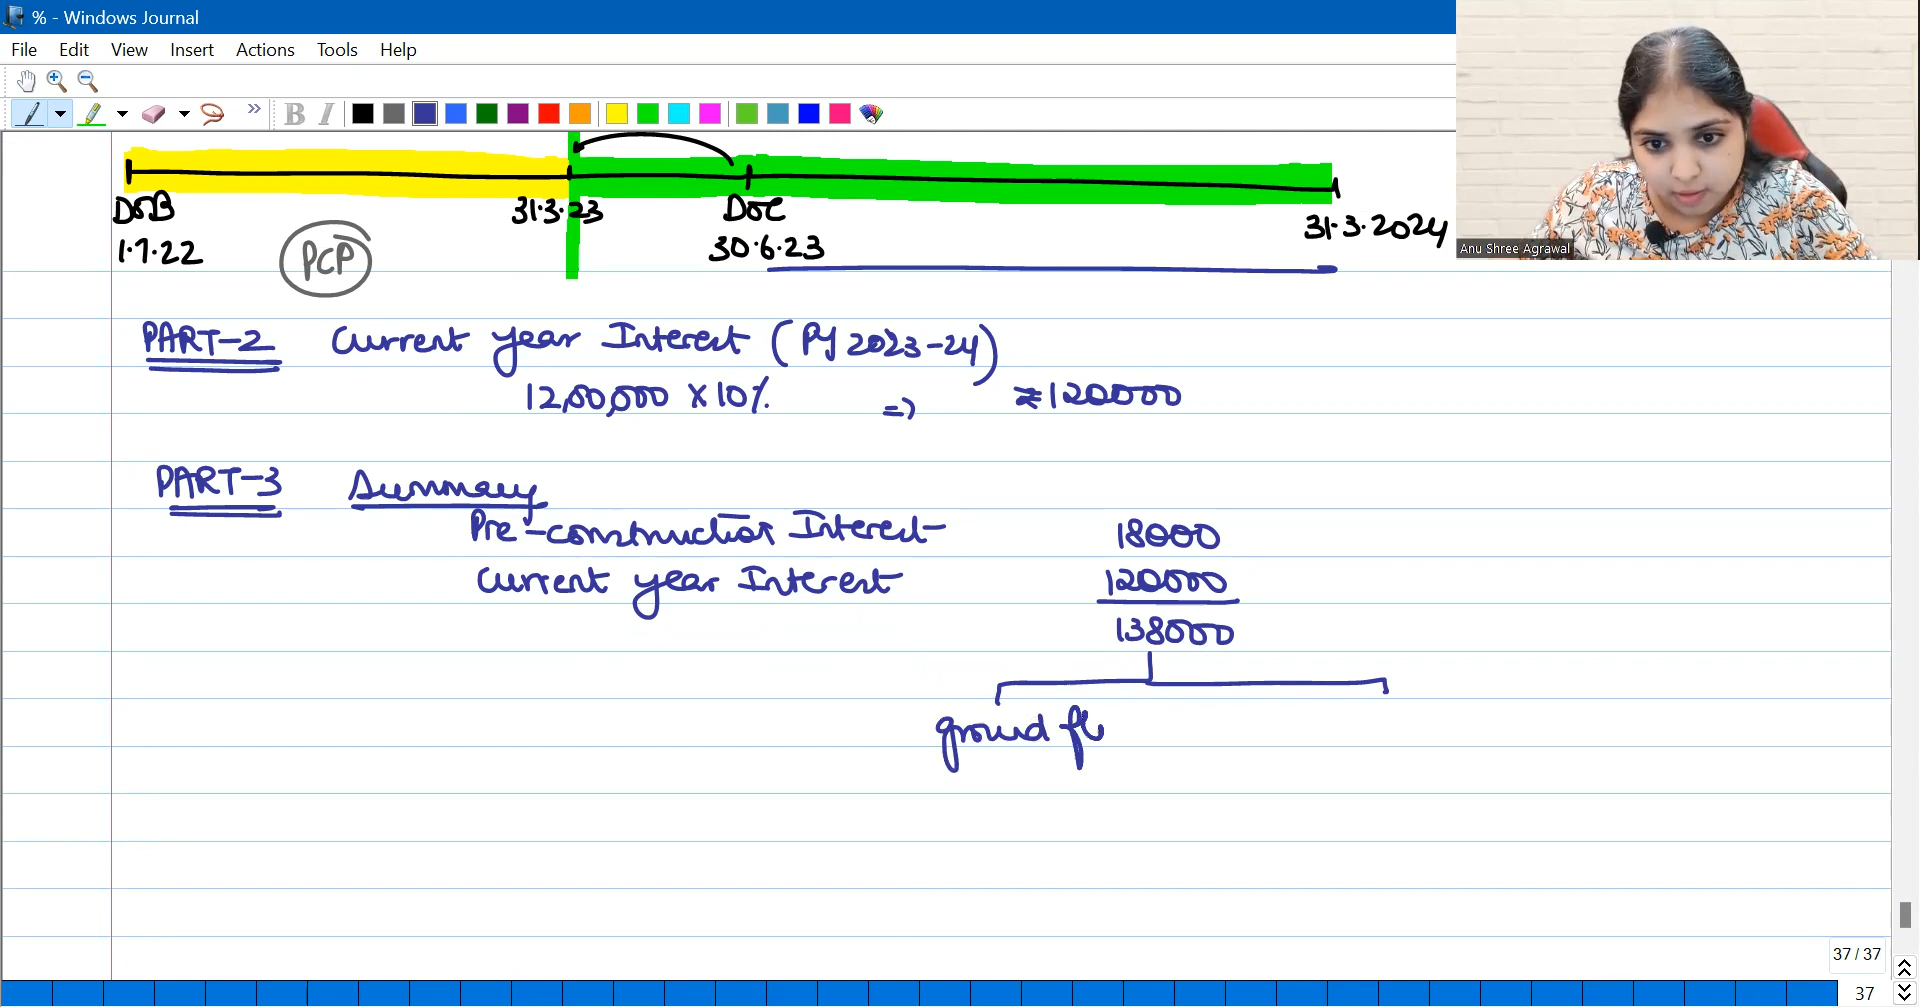 % - Windows Journal
File Edit View Insert Actions Tools Help
B I
DOB 31.3.23 DOC 31.3.2024
1.7.22 PCP 30.6.23
Anu Shree Agrawal
PART-2 Current year Interest (PY 2023-24)
12,00,000 × 10% => ≈120000
PART-3 Summary
Pre-construction Interest 18000
Current year Interest 120000
138000
ground fl
37 / 37
37